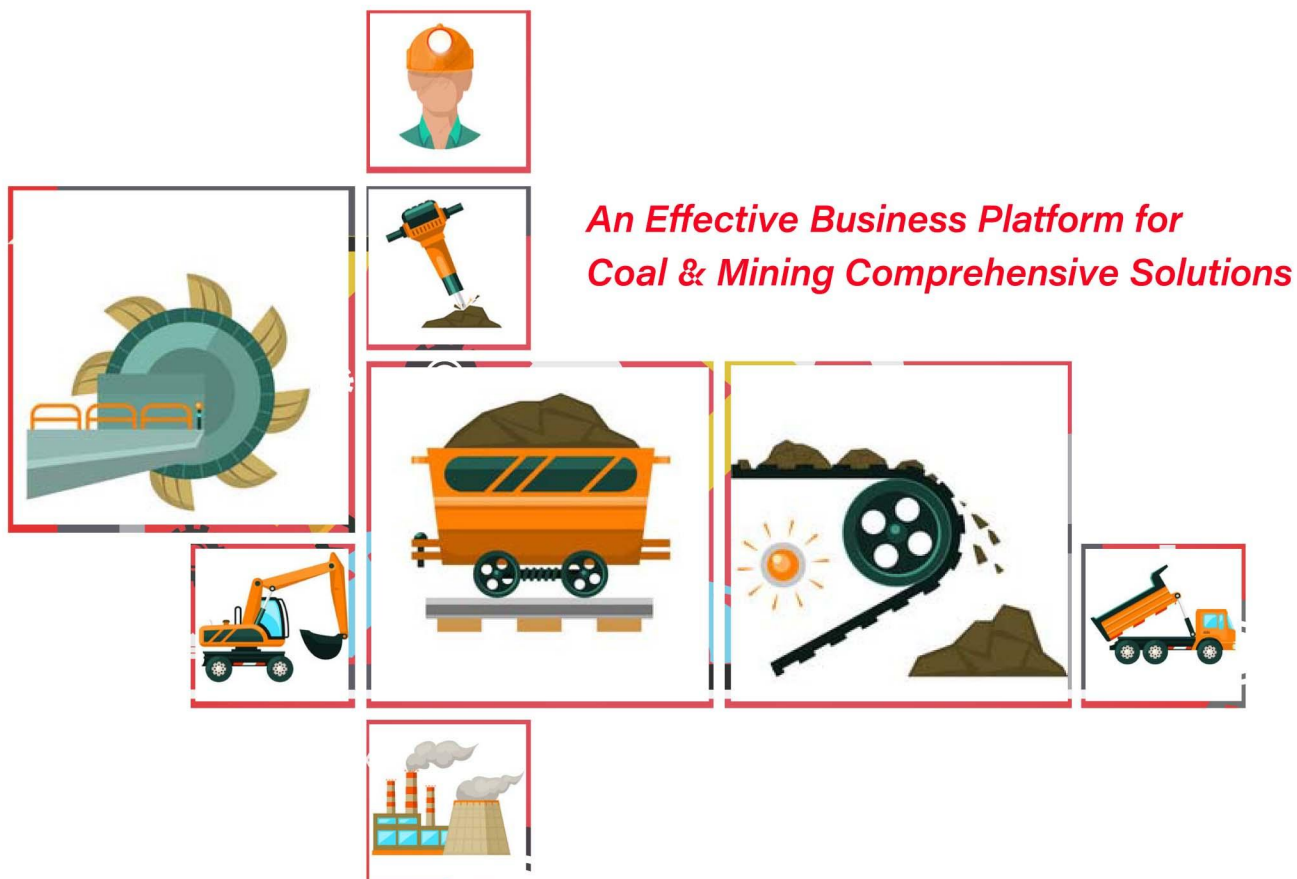 An Effective Business Platform for
Coal & Mining Comprehensive Solutions